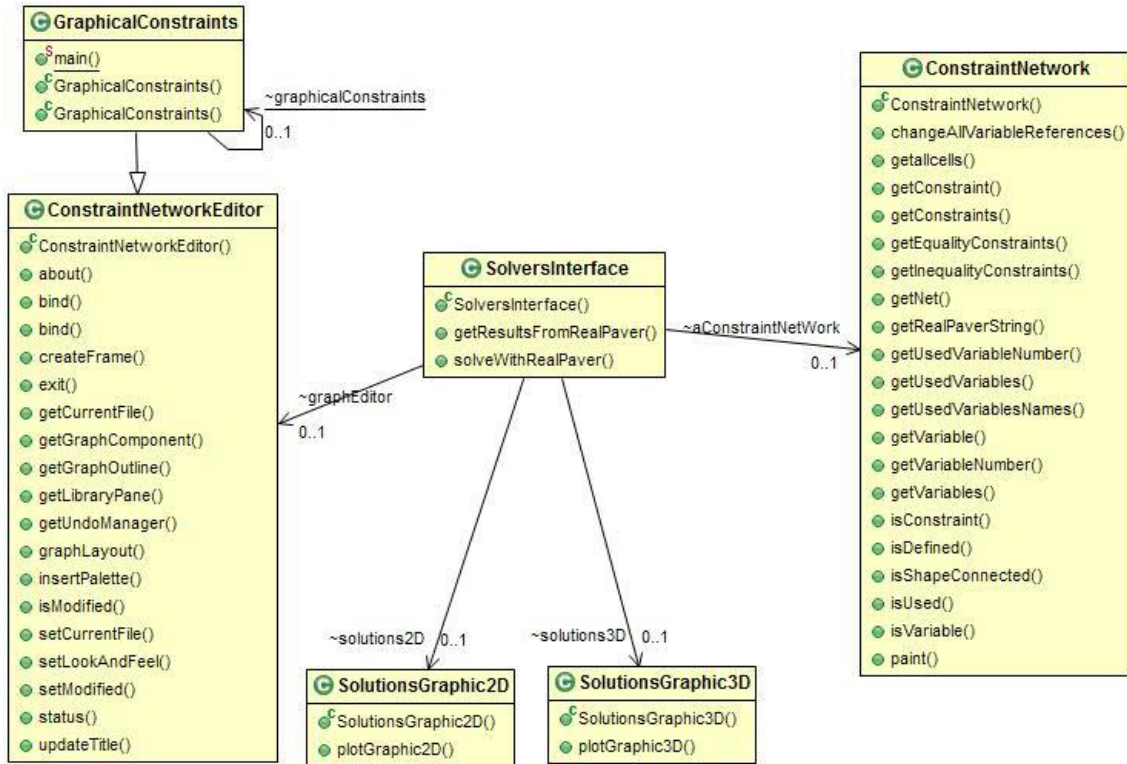 GraphicalConstraints
main()
GraphicalConstraints()
GraphicalConstraints()
~graphicalConstraints
0..1
ConstraintNetworkEditor
ConstraintNetworkEditor()
about()
bind()
bind()
createFrame()
exit()
getCurrentFile()
getGraphComponent()
getGraphOutline()
getLibraryPane()
getUndoManager()
graphLayout()
insertPalette()
isModified()
setCurrentFile()
setLookAndFeel()
setModified()
status()
updateTitle()
SolversInterface
SolversInterface()
getResultsFromRealPaver()
solveWithRealPaver()
~graphEditor
0..1
~aConstraintNetWork
0..1
~solutions2D
0..1
~solutions3D
0..1
SolutionsGraphic2D
SolutionsGraphic2D()
plotGraphic2D()
SolutionsGraphic3D
SolutionsGraphic3D()
plotGraphic3D()
ConstraintNetwork
ConstraintNetwork()
changeAllVariableReferences()
getallcells()
getConstraint()
getConstraints()
getEqualityConstraints()
getInequalityConstraints()
getNet()
getRealPaverString()
getUsedVariableNumber()
getUsedVariables()
getUsedVariablesNames()
getVariable()
getVariableNumber()
getVariables()
isConstraint()
isDefined()
isShapeConnected()
isUsed()
isVariable()
paint()